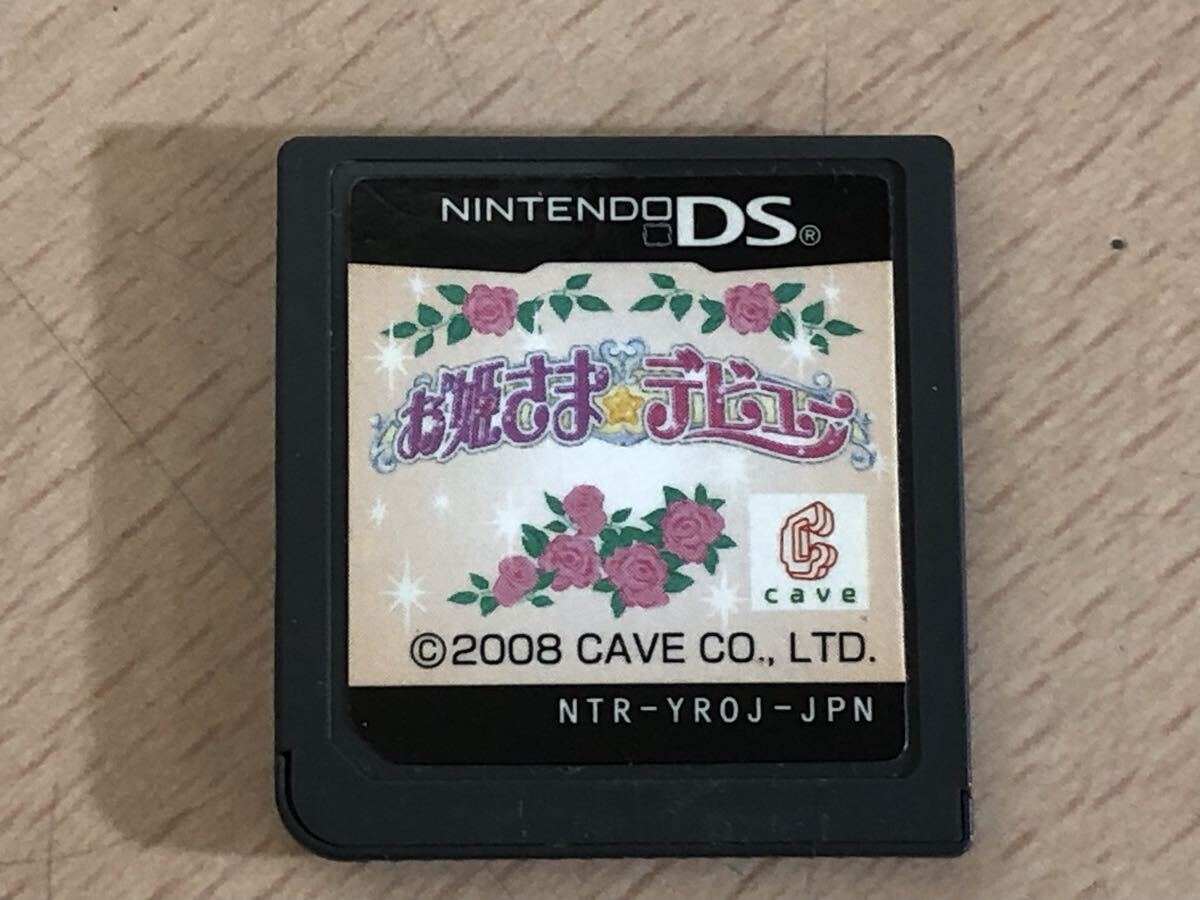 NINTENDO DS®
お姫さま☆デビュー
cave
©2008 CAVE CO., LTD.
NTR-YROJ-JPN